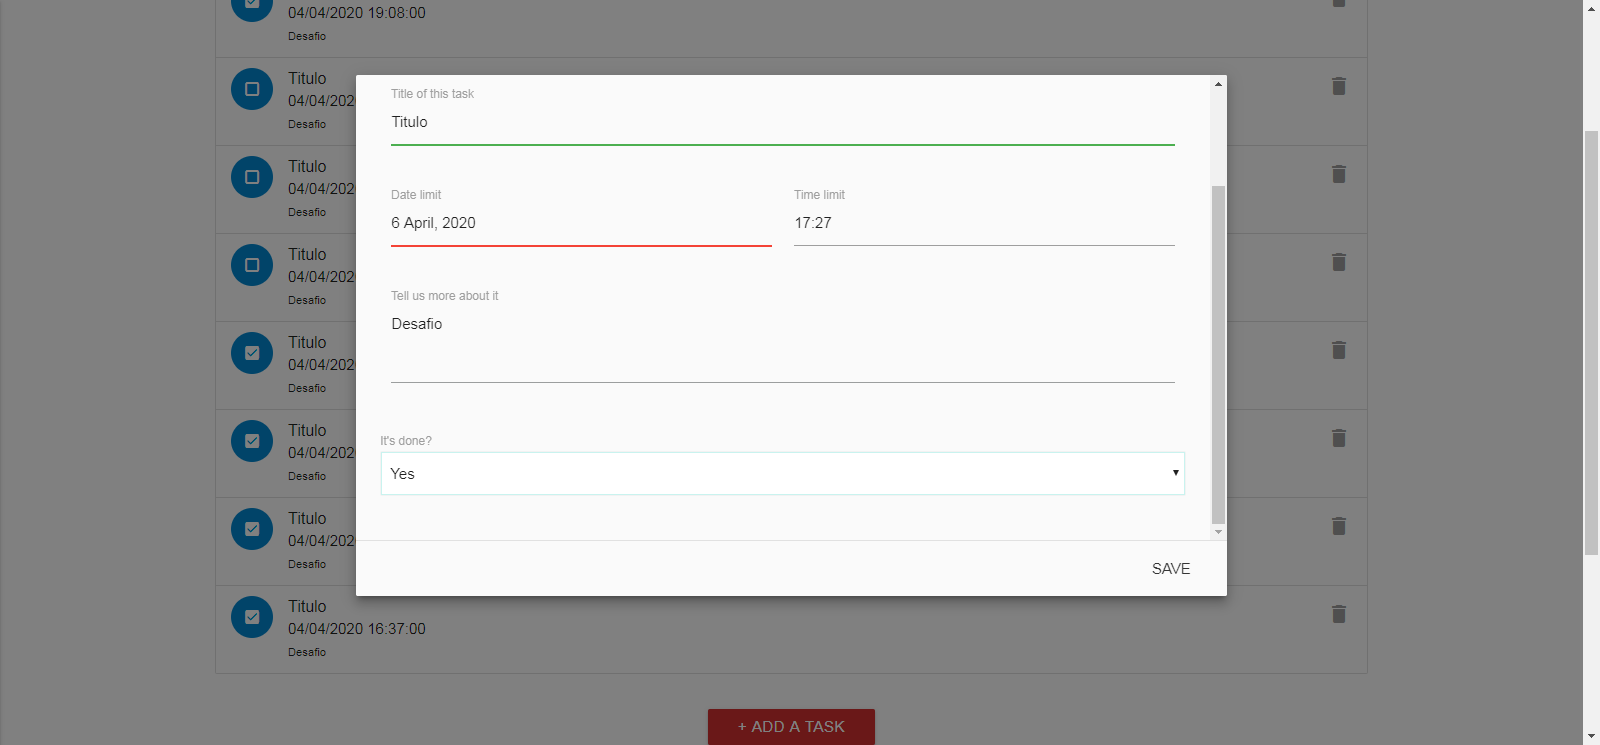 04/04/2020 19:08:00
Desafio
Titulo
04/04/202
Desafio
Titulo
04/04/202
Desafio
Titulo
04/04/202
Desafio
Titulo
04/04/202
Desafio
Titulo
04/04/202
Desafio
Titulo
04/04/202
Desafio
Titulo
04/04/2020 16:37:00
Desafio
Title of this task
Titulo
Date limit
6 April, 2020
Time limit
17:27
Tell us more about it
Desafio
It's done?
Yes
SAVE
+ ADD A TASK